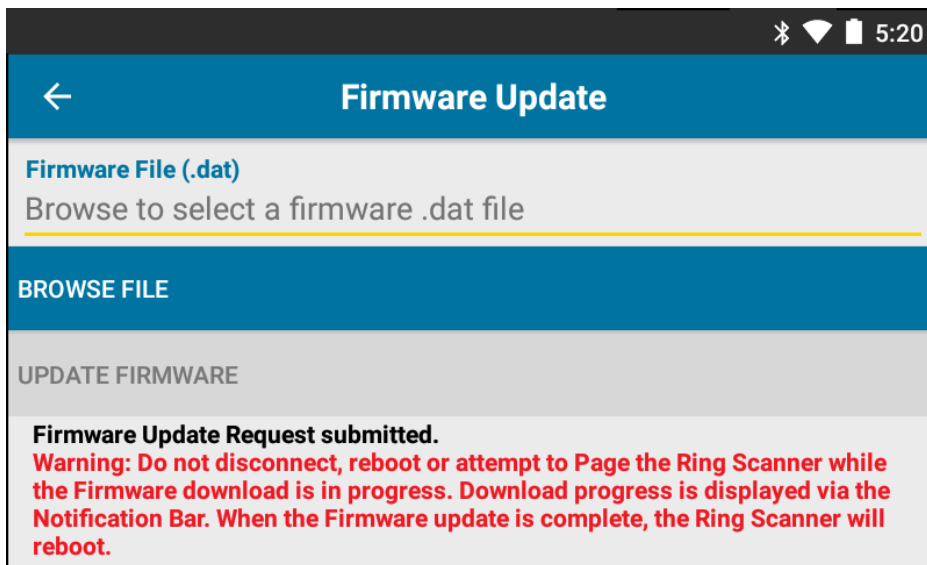 5:20
Firmware Update
Firmware File (.dat)
Browse to select a firmware .dat file
BROWSE FILE
UPDATE FIRMWARE
Firmware Update Request submitted.
Warning: Do not disconnect, reboot or attempt to Page the Ring Scanner while
the Firmware download is in progress. Download progress is displayed via the
Notification Bar. When the Firmware update is complete, the Ring Scanner will
reboot.